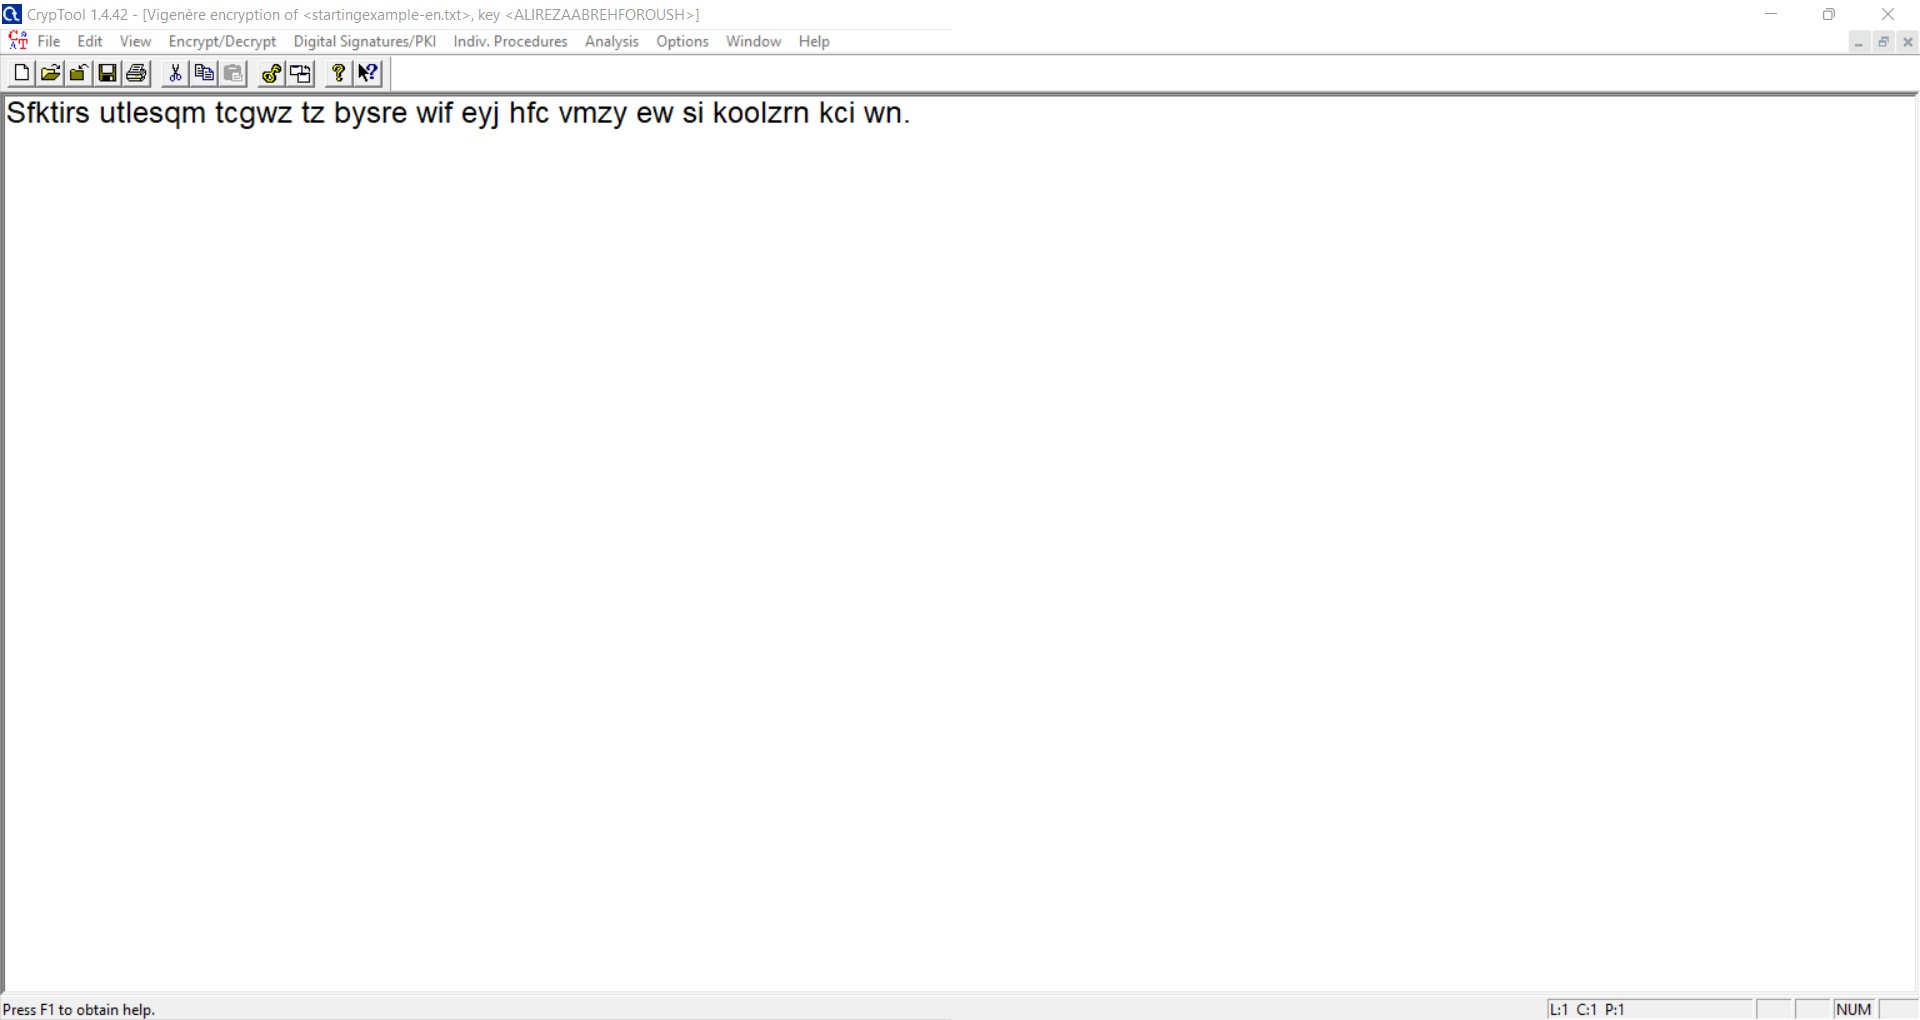 CrypTool 1.4.42 - [Vigenère encryption of <startingexample-en.txt>, key <ALIREZAABREHFOROUSH>]
File Edit View Encrypt/Decrypt Digital Signatures/PKI Indiv. Procedures Analysis Options Window Help
Sfktirs utlesqm tcgwz tz bysre wif eyj hfc vmzy ew si koolzrn kci wn.
Press F1 to obtain help. L:1 C:1 P:1 NUM